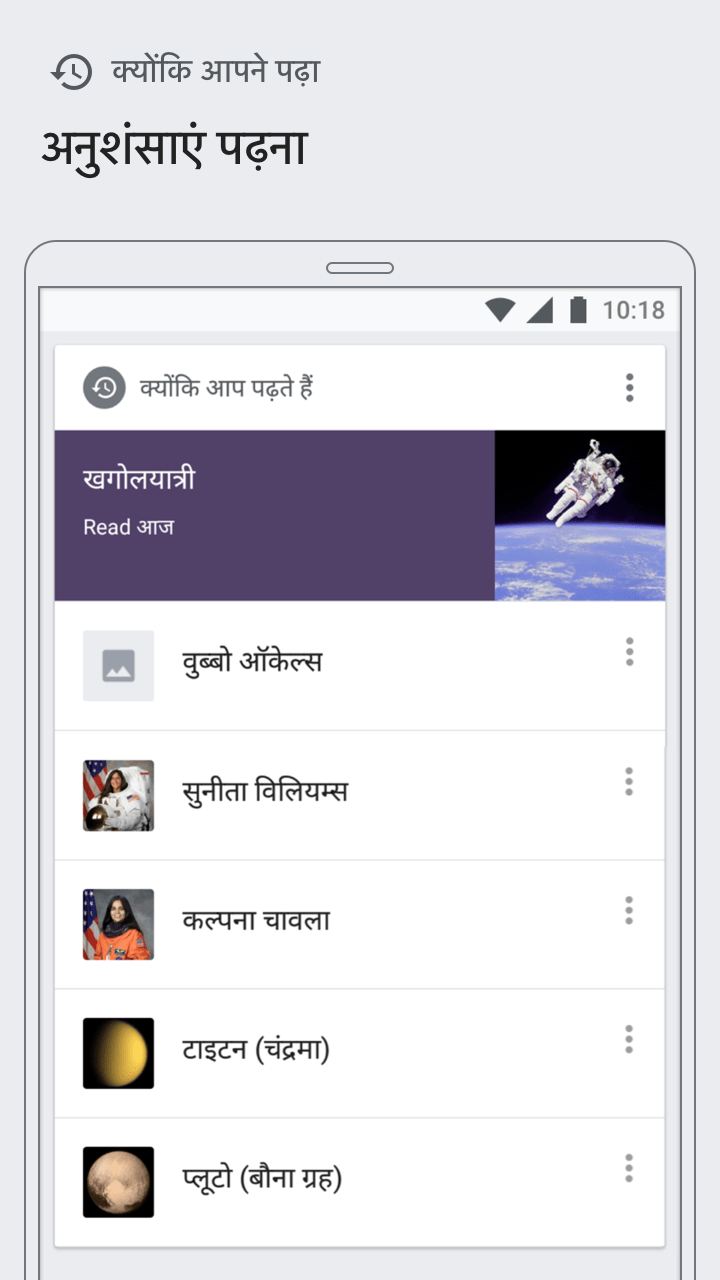 क्योंकि आपने पढ़ा
अनुशंसाएं पढ़ना
10:18
क्योंकि आप पढ़ते हैं
खगोलयात्री
Read आज
वुब्बो ऑकेल्स
सुनीता विलियम्स
कल्पना चावला
टाइटन (चंद्रमा)
प्लूटो (बौना ग्रह)